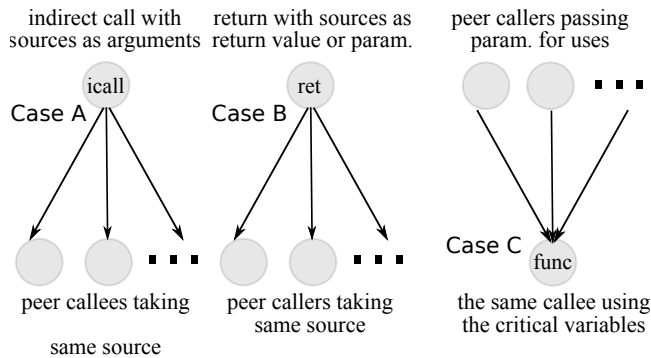 indirect call with
sources as arguments
icall
Case A
peer callees taking
same source
return with sources as
return value or param.
ret
Case B
peer callers taking
same source
peer callers passing
param. for uses
Case C
func
the same callee using
the critical variables